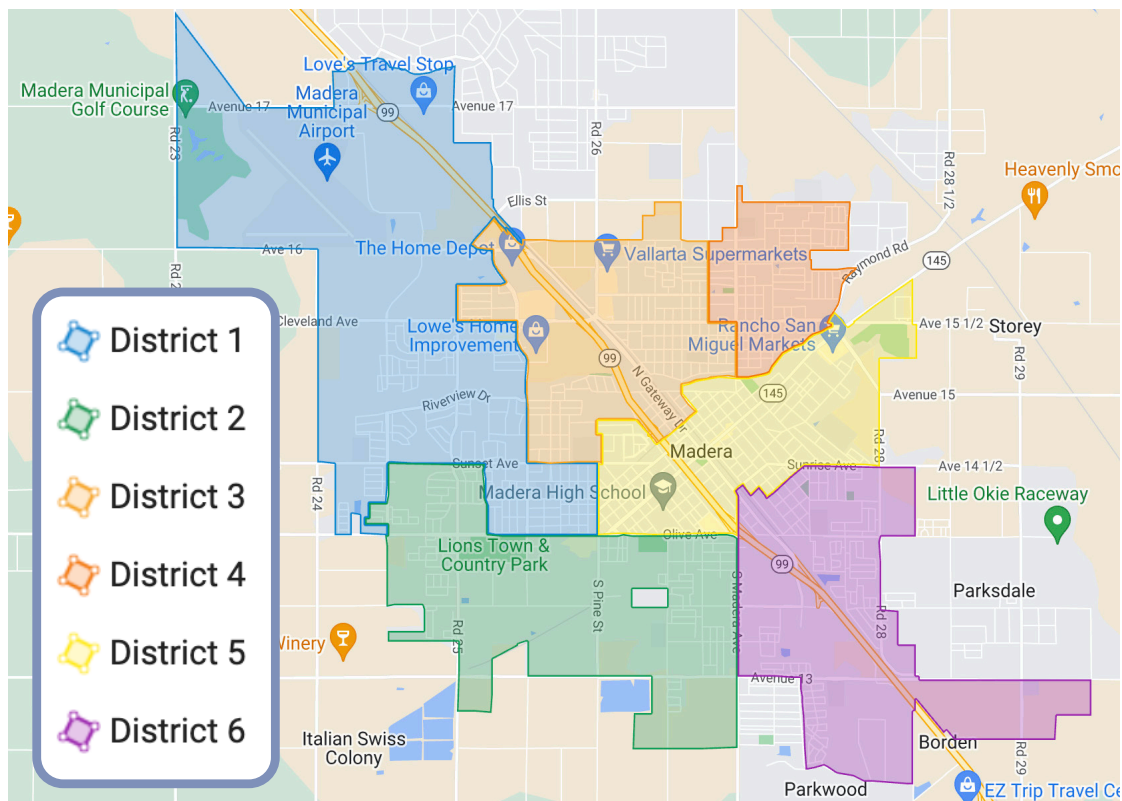 Love's Travel Stop
Madera Municipal
Golf Course
Avenue 17
Madera
Municipal
Airport
99
Avenue 17
Rd 23
Rd 26
Rd 28 1/2
Heavenly Smo
Ellis St
Ave 16
The Home Depot
Vallarta Supermarkets
Raymond Rd
145
Rd 2
Cleveland Ave
Lowe's Home
Improvement
Rancho San
Miguel Markets
Ave 15 1/2
Storey
Rd 29
99
N Gateway Dr
145
Avenue 15
Riverview Dr
Madera
Rd 28
Sunset Ave
Sunrise Ave
Ave 14 1/2
Rd 24
Madera High School
Little Okie Raceway
Olive Ave
Lions Town &
Country Park
99
S Pine St
S Madera Ave
Parksdale
Rd 28
Winery
Rd 25
Avenue 13
Italian Swiss
Colony
Borden
Rd 29
Parkwood
EZ Trip Travel Ce
District 1
District 2
District 3
District 4
District 5
District 6